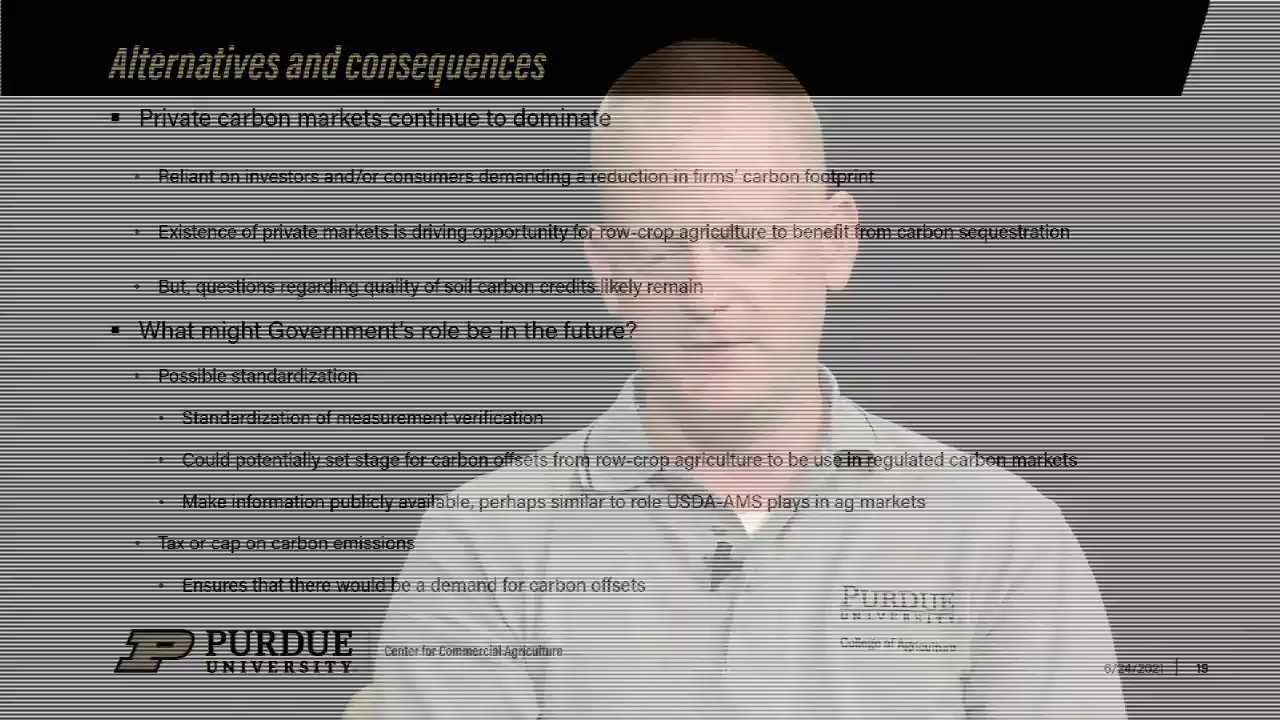 Alternatives and consequences
Private carbon markets continue to dominate
Reliant on investors and/or consumers demanding a reduction in firms' carbon footprint
Existence of private markets is driving opportunity for row-crop agriculture to benefit from carbon sequestration
But, questions regarding quality of soil carbon credits likely remain
What might Government's role be in the future?
Possible standardization
Standardization of measurement verification
Could potentially set stage for carbon offsets from row-crop agriculture to be use in regulated carbon markets
Make information publicly available, perhaps similar to role USDA-AMS plays in ag markets
Tax or cap on carbon emissions
Ensures that there would be a demand for carbon offsets
PURDUE
UNIVERSITY
College of Agriculture
PURDUE
UNIVERSITY
Center for Commercial Agriculture
6/24/2021 | 19